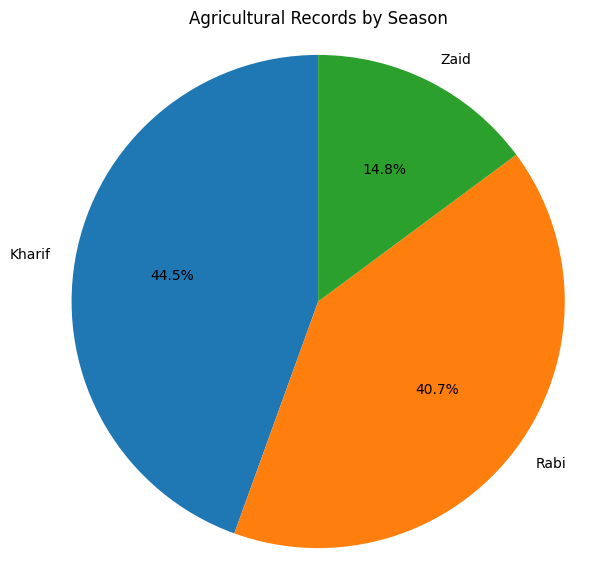 Agricultural Records by Season
Zaid
14.8%
Kharif
44.5%
40.7%
Rabi